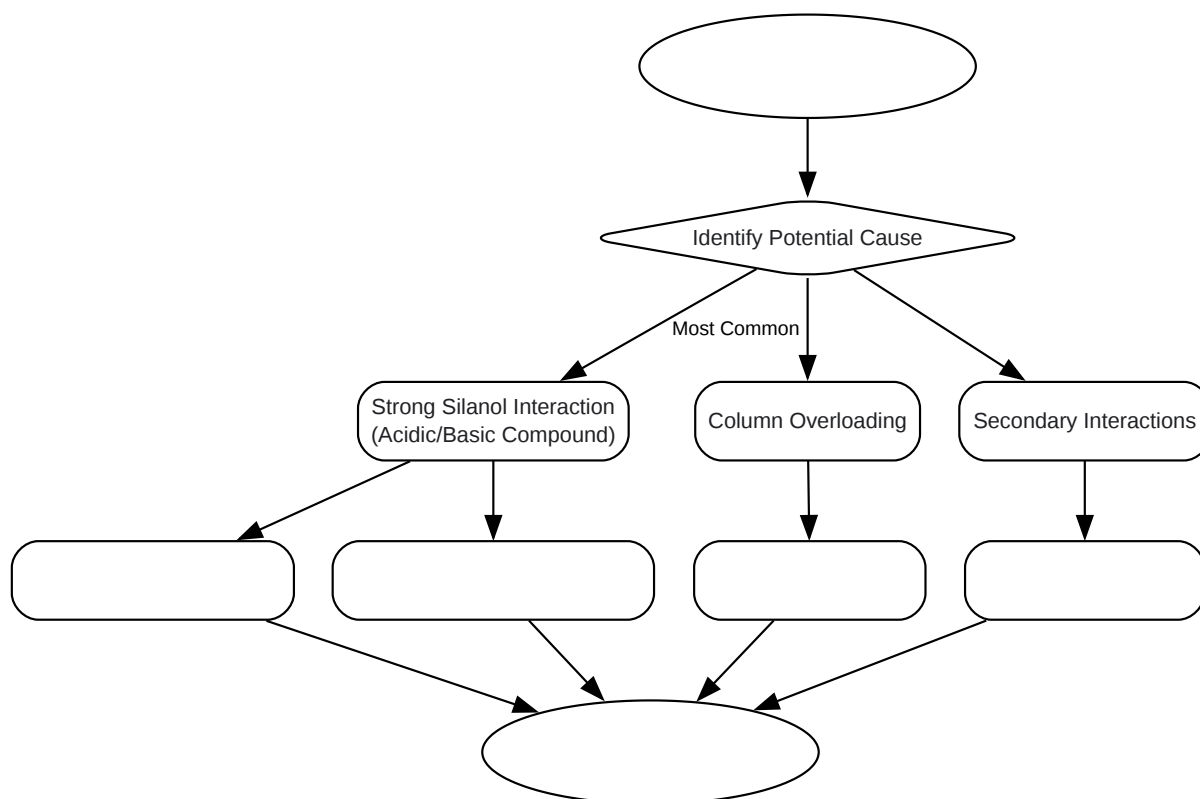 Identify Potential Cause
Most Common
Strong Silanol Interaction
(Acidic/Basic Compound)
Column Overloading
Secondary Interactions